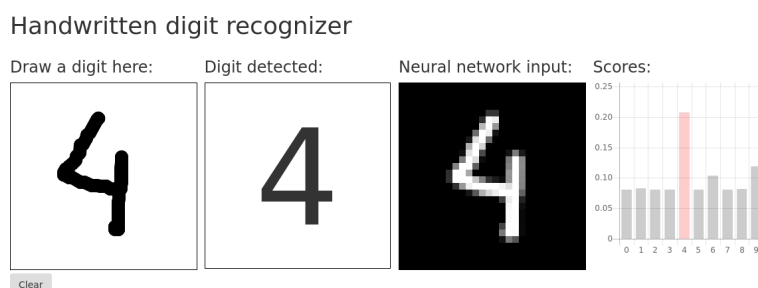 Handwritten digit recognizer
Draw a digit here: Digit detected: Neural network input: Scores:
4 4 4
0.25
0.20
0.15
0.10
0.05
0
0 1 2 3 4 5 6 7 8 9
Clear